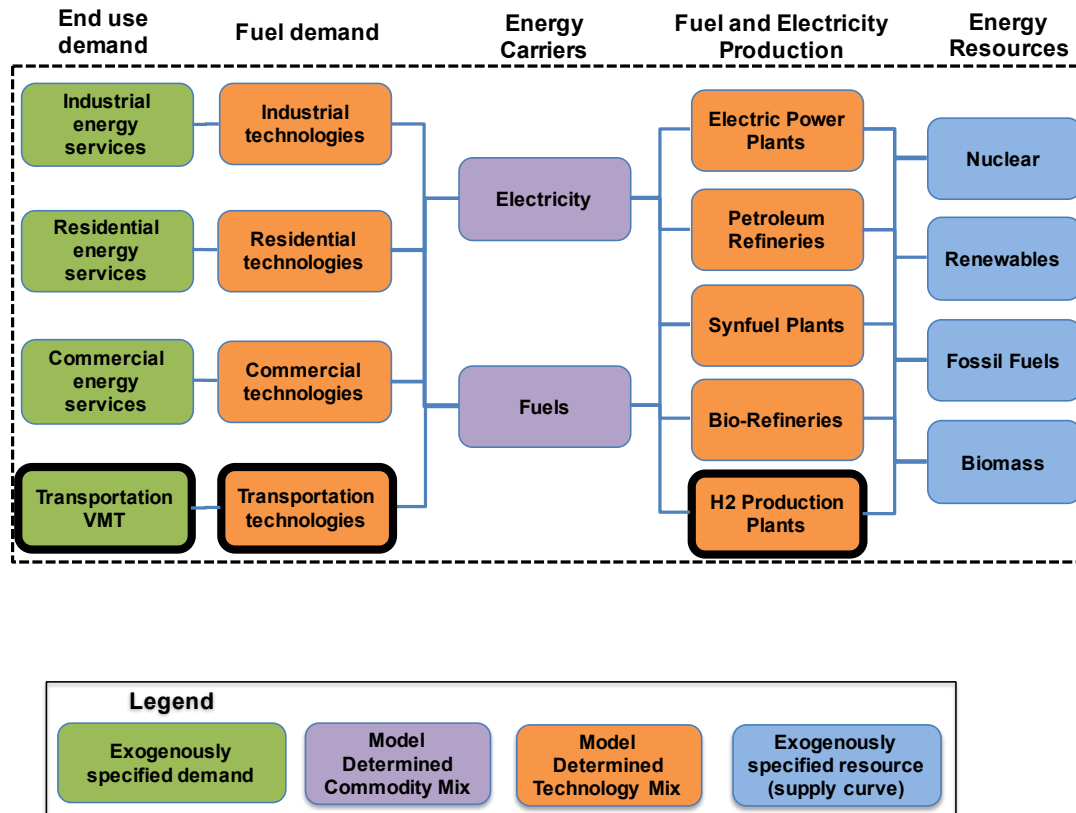 End use
demand
Fuel demand
Energy
Carriers
Fuel and Electricity
Production
Energy
Resources
Industrial
energy
services
Industrial
technologies
Electric Power
Plants
Nuclear
Electricity
Residential
energy
services
Residential
technologies
Petroleum
Refineries
Renewables
Synfuel Plants
Commercial
energy
services
Commercial
technologies
Fuels
Fossil Fuels
Bio-Refineries
Biomass
Transportation
VMT
Transportation
technologies
H2 Production
Plants
Legend
Exogenously
specified demand
Model
Determined
Commodity Mix
Model
Determined
Technology Mix
Exogenously
specified resource
(supply curve)